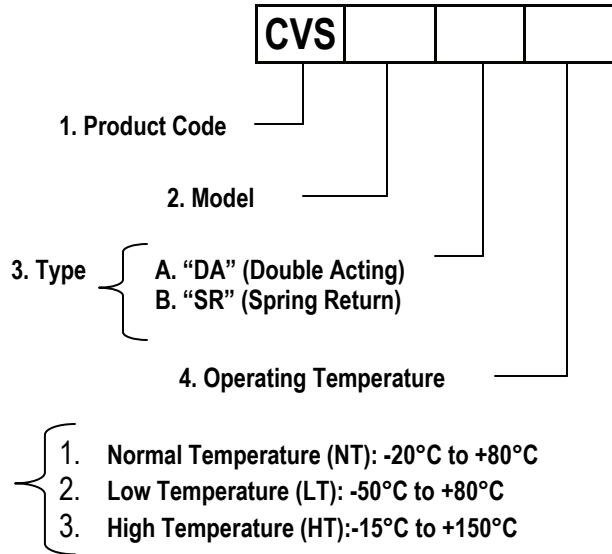 CVS
1. Product Code
2. Model
3. Type
A. “DA” (Double Acting)
B. “SR” (Spring Return)
4. Operating Temperature
1. Normal Temperature (NT): -20°C to +80°C
2. Low Temperature (LT): -50°C to +80°C
3. High Temperature (HT):-15°C to +150°C